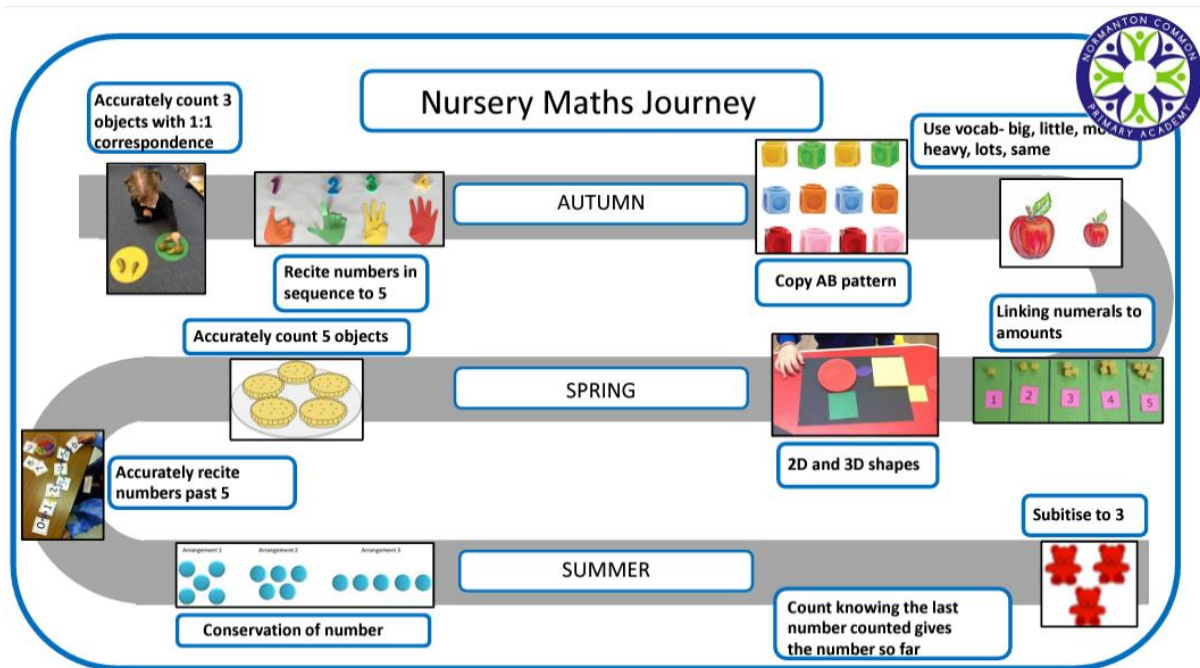 NORMANTON COMMON
PRIMARY ACADEMY
Nursery Maths Journey
Accurately count 3
objects with 1:1
correspondence
1 2 3 4
Recite numbers in
sequence to 5
AUTUMN
Copy AB pattern
Use vocab- big, little,
heavy, lots, same
Linking numerals to
amounts
1 2 3 4 5
2D and 3D shapes
SPRING
Accurately count 5 objects
Accurately recite
numbers past 5
0 1 2
Arrangement 1 Arrangement 2 Arrangement 3
Conservation of number
SUMMER
Count knowing the last
number counted gives
the number so far
Subitise to 3